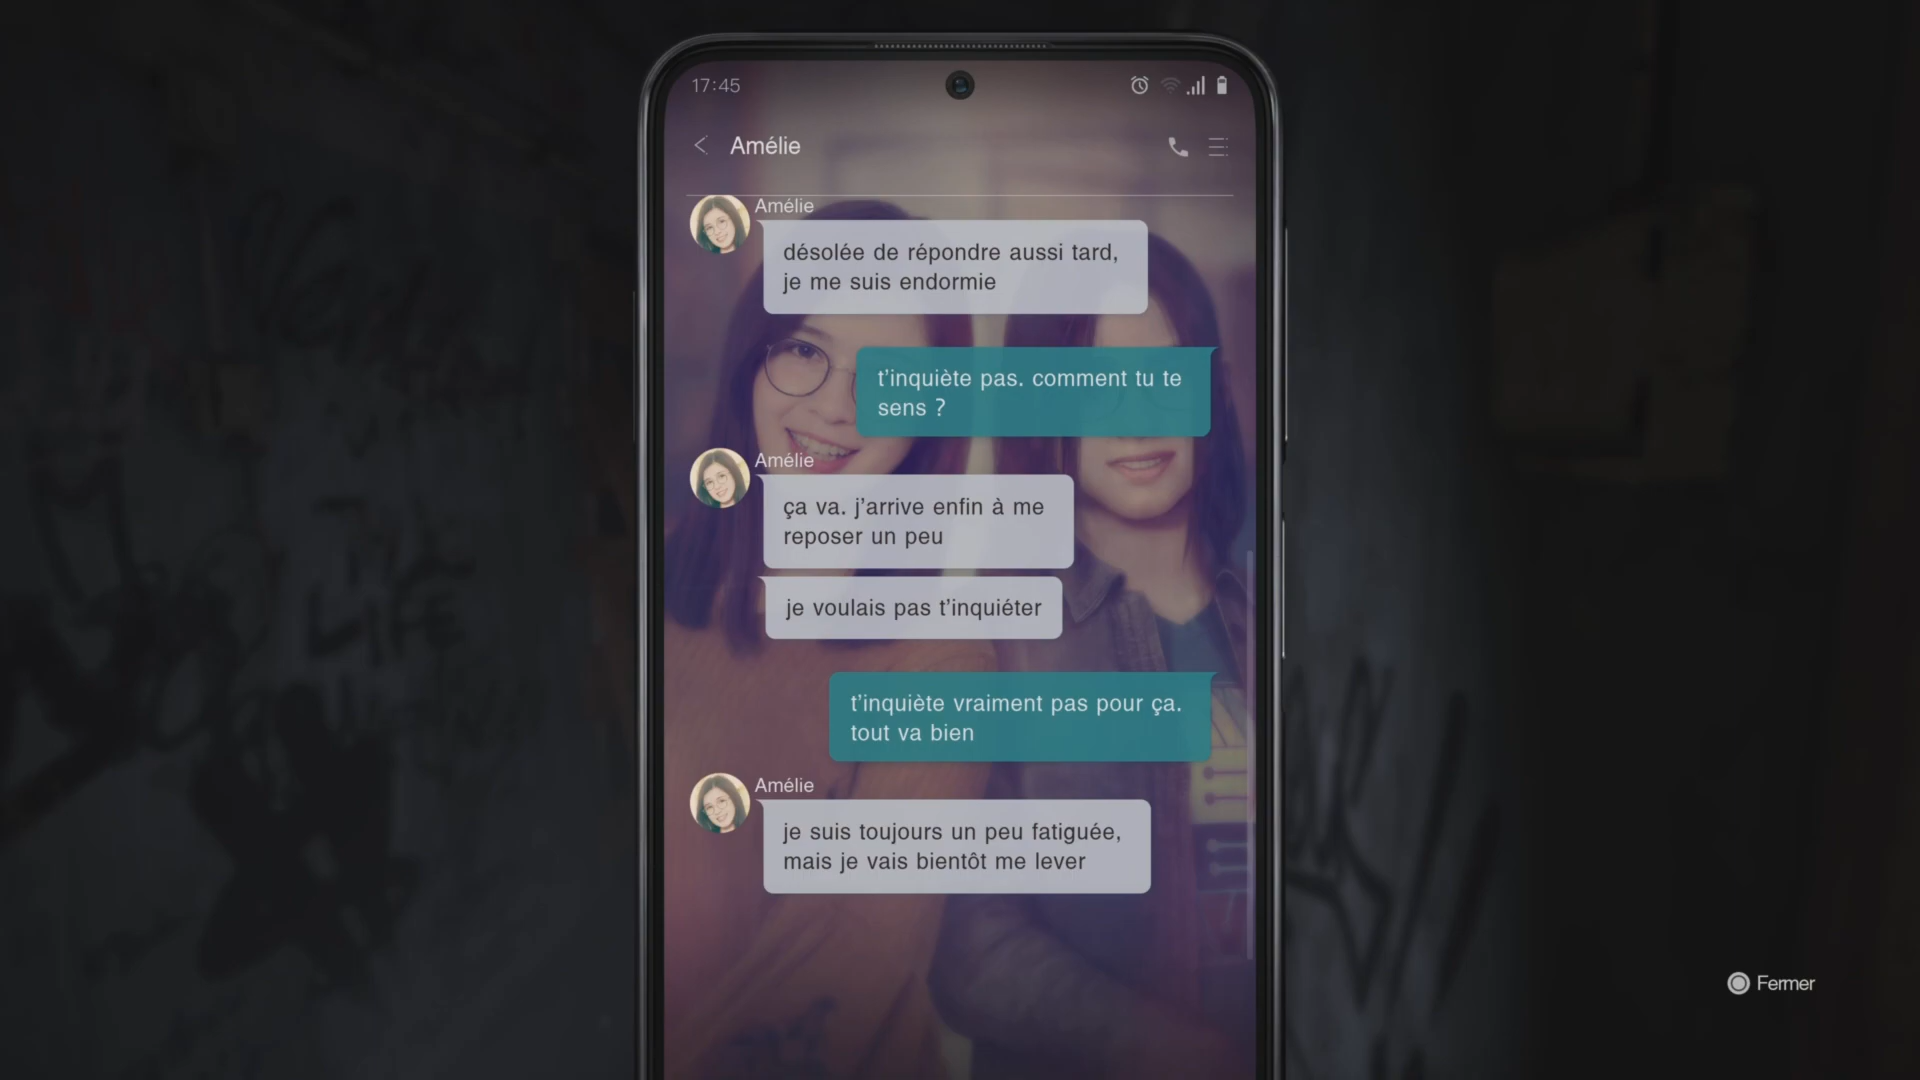 17:45
Amélie
Amélie
désolée de répondre aussi tard,
je me suis endormie
t'inquiète pas. comment tu te
sens ?
Amélie
ça va. j'arrive enfin à me
reposer un peu
je voulais pas t'inquiéter
t'inquiète vraiment pas pour ça.
tout va bien
Amélie
je suis toujours un peu fatiguée,
mais je vais bientôt me lever
THE
LIFE
Fermer